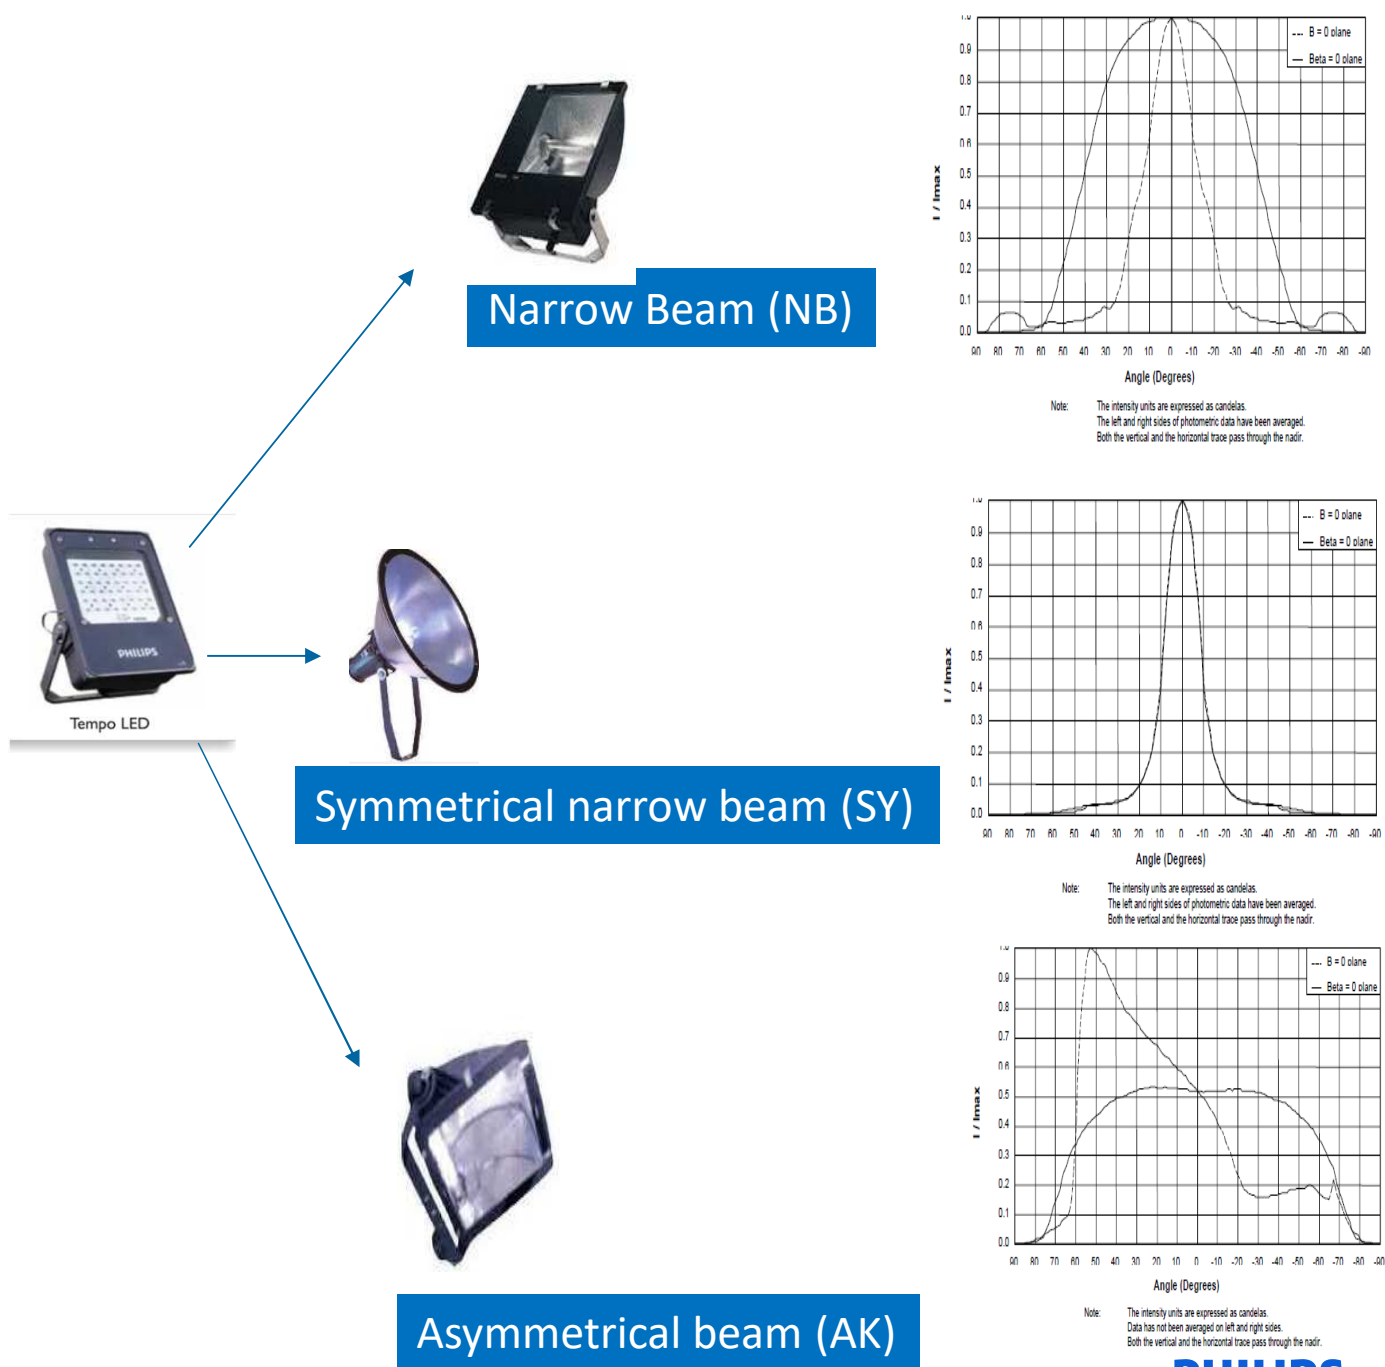 1.0
0.9
0.8
0.7
0.6
0.5
0.4
0.3
0.2
0.1
0.0
I / Imax
B = 0 plane
Beta = 0 plane
90 80 70 60 50 40 30 20 10 0 -10 -20 -30 -40 -50 -60 -70 -80 -90
Angle (Degrees)
Note: The intensity units are expressed as candelas.
The left and right sides of photometric data have been averaged.
Both the vertical and the horizontal trace pass through the nadir.
Narrow Beam (NB)
PHILIPS
Tempo LED
1.0
0.9
0.8
0.7
0.6
0.5
0.4
0.3
0.2
0.1
0.0
I / Imax
B = 0 plane
Beta = 0 plane
90 80 70 60 50 40 30 20 10 0 -10 -20 -30 -40 -50 -60 -70 -80 -90
Angle (Degrees)
Note: The intensity units are expressed as candelas.
The left and right sides of photometric data have been averaged.
Both the vertical and the horizontal trace pass through the nadir.
Symmetrical narrow beam (SY)
1.0
0.9
0.8
0.7
0.6
0.5
0.4
0.3
0.2
0.1
0.0
I / Imax
B = 0 plane
Beta = 0 plane
90 80 70 60 50 40 30 20 10 0 -10 -20 -30 -40 -50 -60 -70 -80 -90
Angle (Degrees)
Note: The intensity units are expressed as candelas.
Data has not been averaged on left and right sides.
Both the vertical and the horizontal trace pass through the nadir.
Asymmetrical beam (AK)
PHILIPS